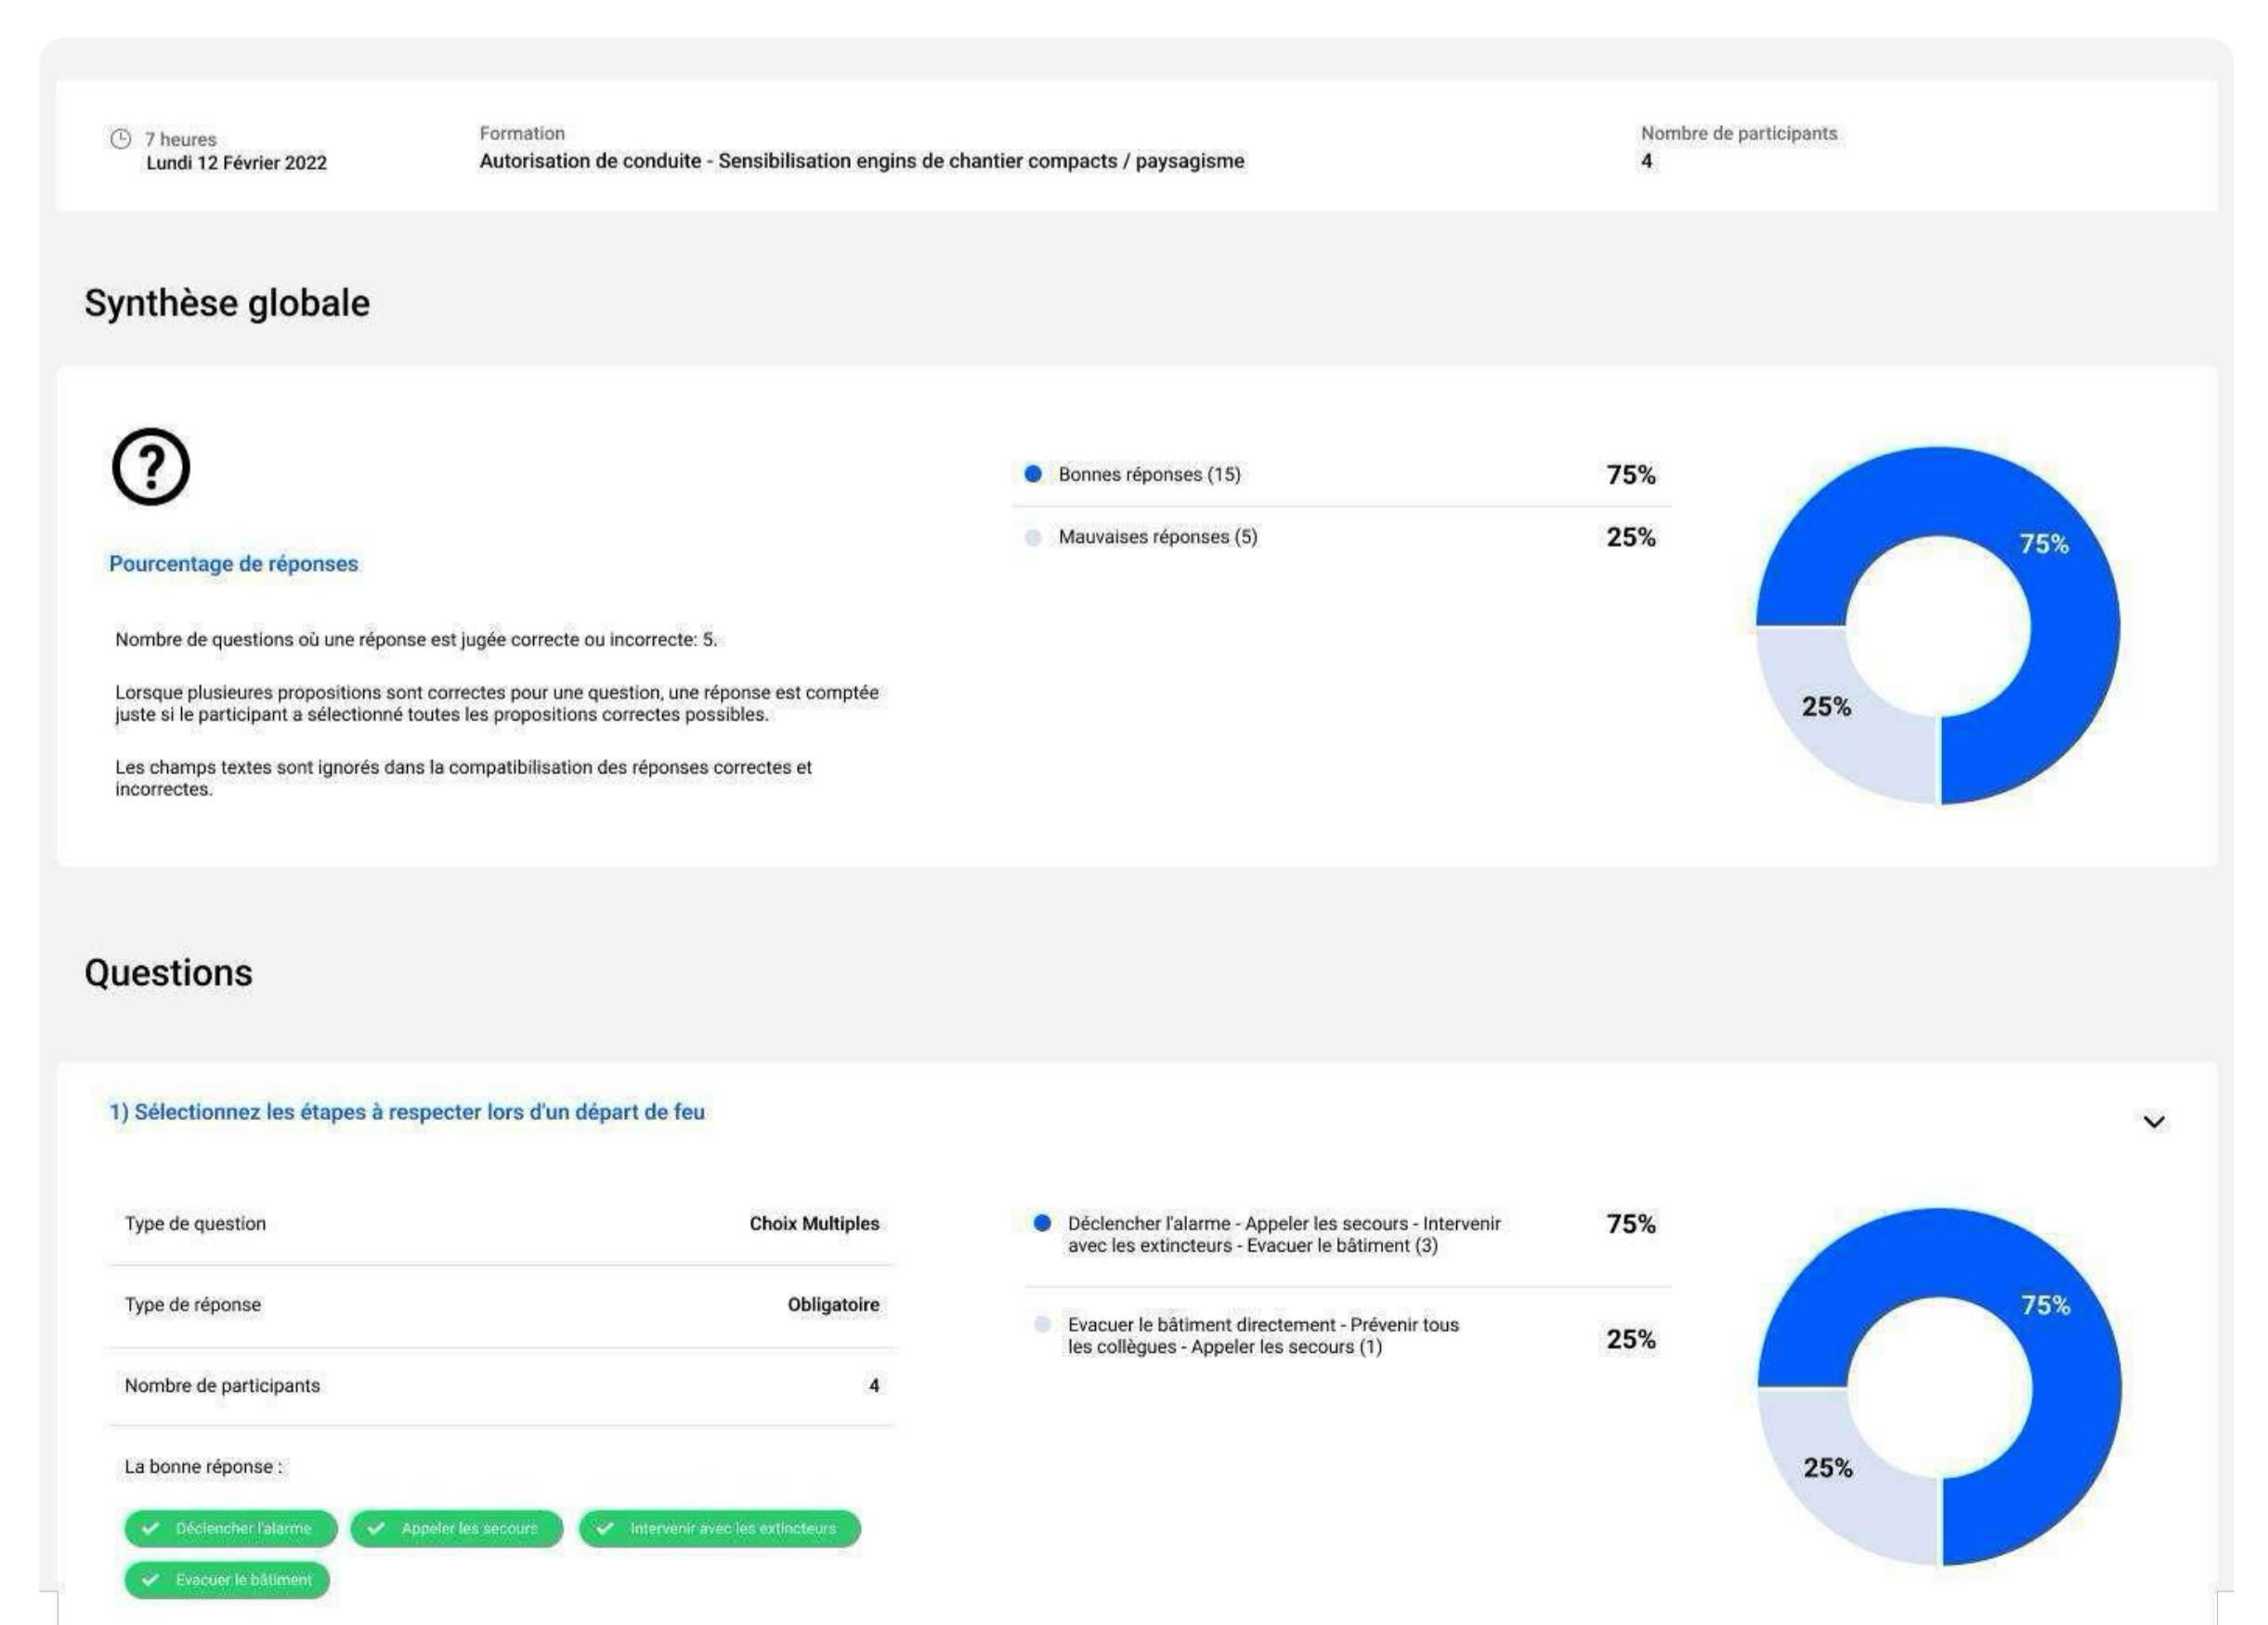 7 heures
Lundi 12 Février 2022
Formation
Autorisation de conduite - Sensibilisation engins de chantier compacts / paysagisme
Nombre de participants
4
Synthèse globale
?
Pourcentage de réponses
Nombre de questions où une réponse est jugée correcte ou incorrecte: 5.
Lorsque plusieures propositions sont correctes pour une question, une réponse est comptée
juste si le participant a sélectionné toutes les propositions correctes possibles.
Les champs textes sont ignorés dans la compatibilisation des réponses correctes et
incorrectes.
Bonnes réponses (15)
75%
Mauvaises réponses (5)
25%
75%
25%
Questions
1) Sélectionnez les étapes à respecter lors d'un départ de feu
Type de question
Choix Multiples
Type de réponse
Obligatoire
Nombre de participants
4
La bonne réponse :
Déclencher l'alarme
Appeler les secours
Intervenir avec les extincteurs
Evacuer le bâtiment
Déclencher l'alarme - Appeler les secours - Intervenir
avec les extincteurs - Evacuer le bâtiment (3)
75%
Evacuer le bâtiment directement - Prévenir tous
les collègues - Appeler les secours (1)
25%
75%
25%